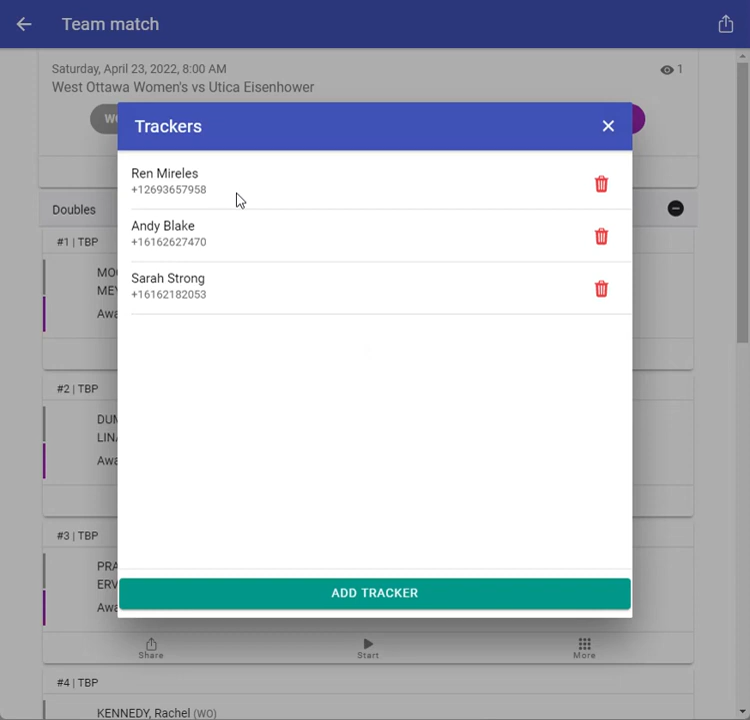 Team match
Saturday, April 23, 2022, 8:00 AM
1
West Ottawa Women's vs Utica Eisenhower
Trackers
Ren Mireles
+12693657958
Andy Blake
+16162627470
Sarah Strong
+16162182053
ADD TRACKER
Doubles
#1 | TBP
#2 | TBP
#3 | TBP
Share
Start
More
#4 | TBP
KENNEDY, Rachel (WO)